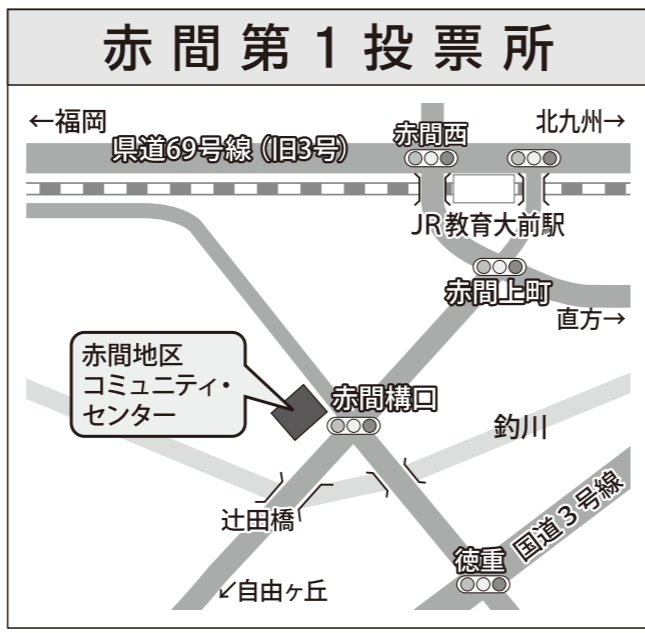 赤間第1投票所
←福岡
北九州→
県道69号線（旧3号）
赤間西
JR教育大前駅
赤間上町
直方→
赤間地区
コミュニティ・
センター
赤間構口
釣川
辻田橋
国道3号線
徳重
↙自由ヶ丘